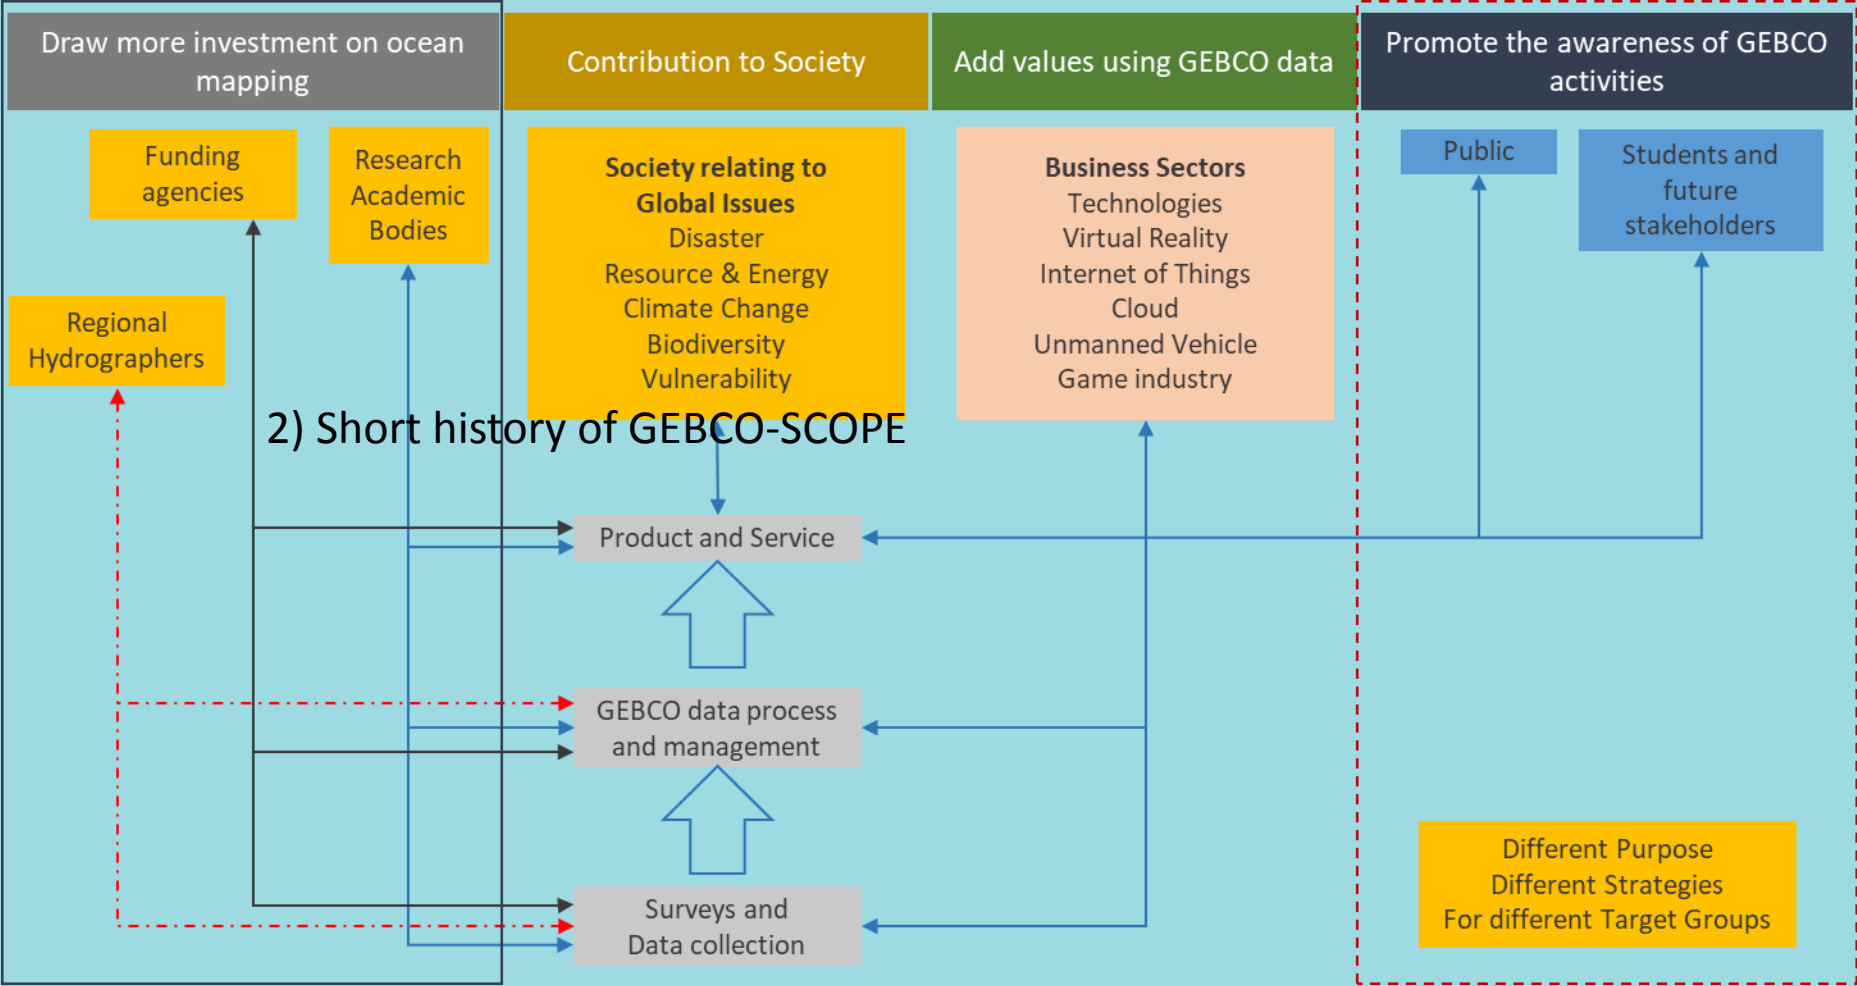 Draw more investment on ocean
mapping
Contribution to Society
Add values using GEBCO data
Promote the awareness of GEBCO
activities
Funding
agencies
Research
Academic
Bodies
Regional
Hydrographers
Society relating to
Global Issues
Disaster
Resource & Energy
Climate Change
Biodiversity
Vulnerability
Business Sectors
Technologies
Virtual Reality
Internet of Things
Cloud
Unmanned Vehicle
Game industry
Public
Students and
future
stakeholders
2) Short history of GEBCO-SCOPE
Product and Service
GEBCO data process
and management
Surveys and
Data collection
Different Purpose
Different Strategies
For different Target Groups